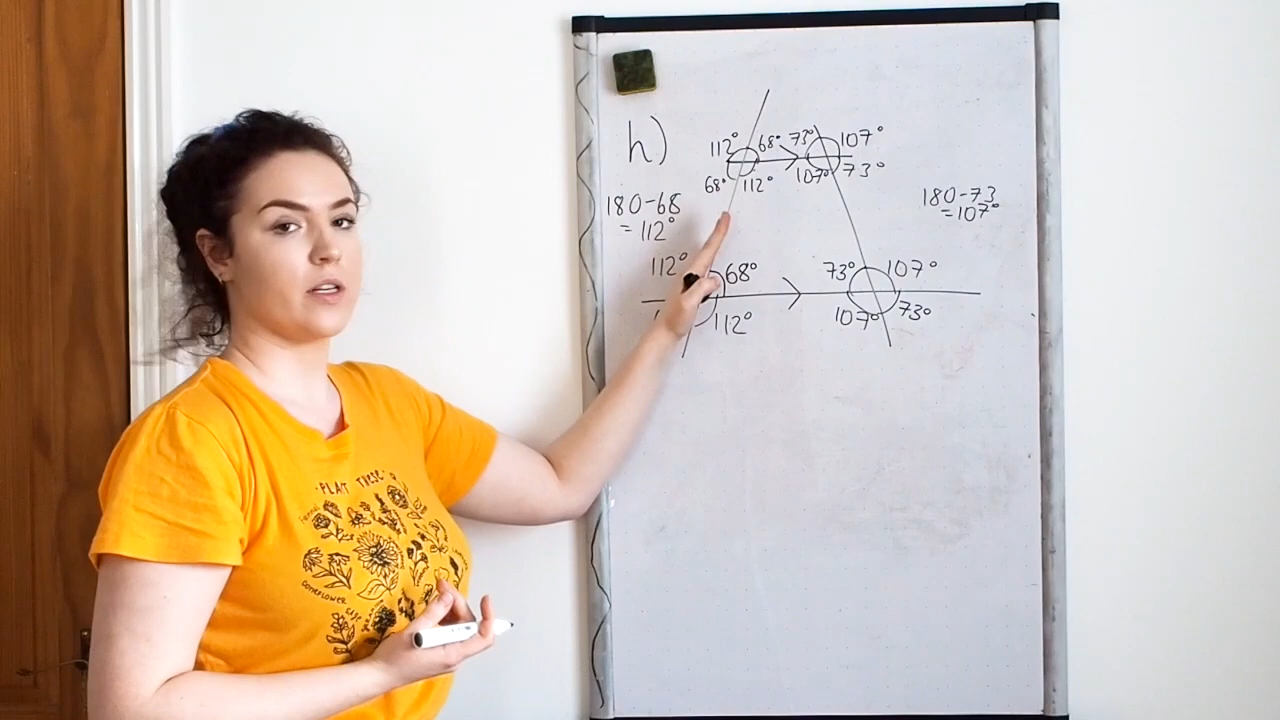 h)
112° 68° 73° 107°
68° 112° 107° 73°
180-68
= 112°
180-73
=107°
112° 68° 73° 107°
112° 107° 73°
PLANT THESE
CORNFLOWER